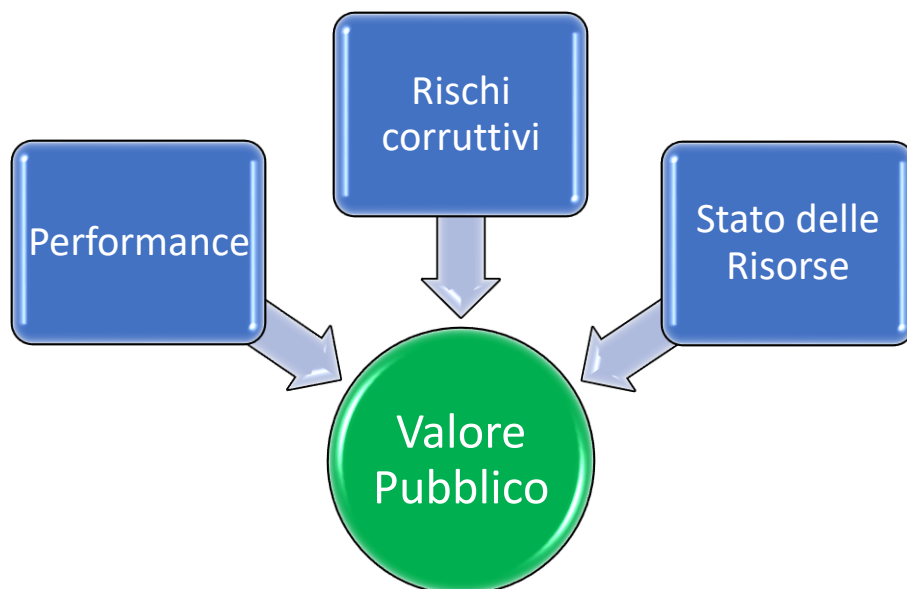 Rischi
corruttivi
Performance
Stato delle
Risorse
Valore
Pubblico